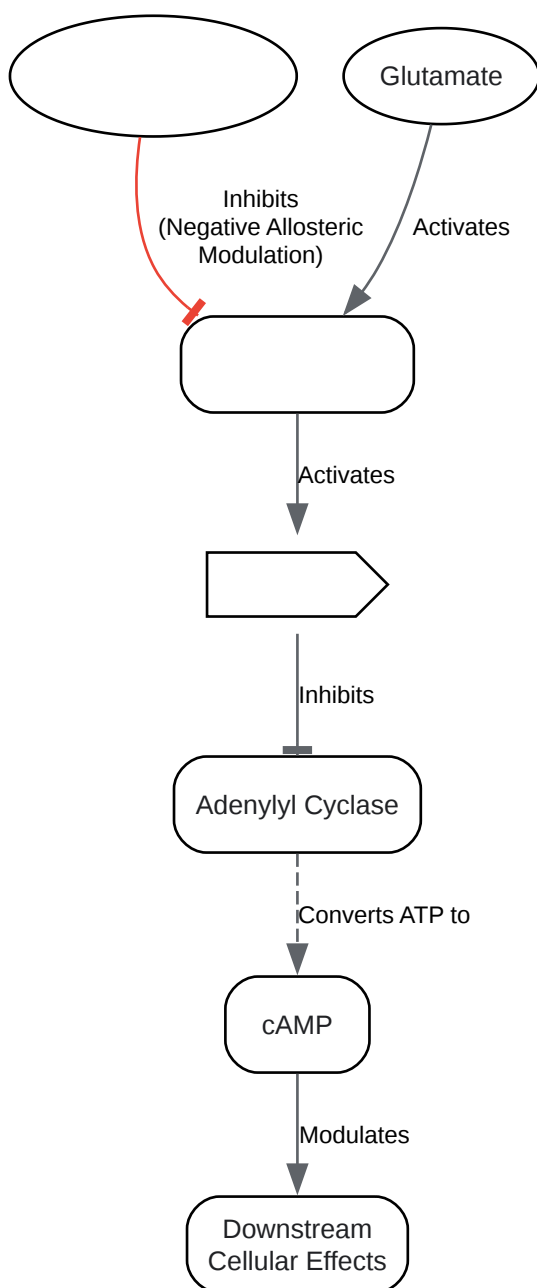 Glutamate
Inhibits
(Negative Allosteric
Modulation)
Activates
Activates
Inhibits
Adenylyl Cyclase
Converts ATP to
cAMP
Modulates
Downstream
Cellular Effects